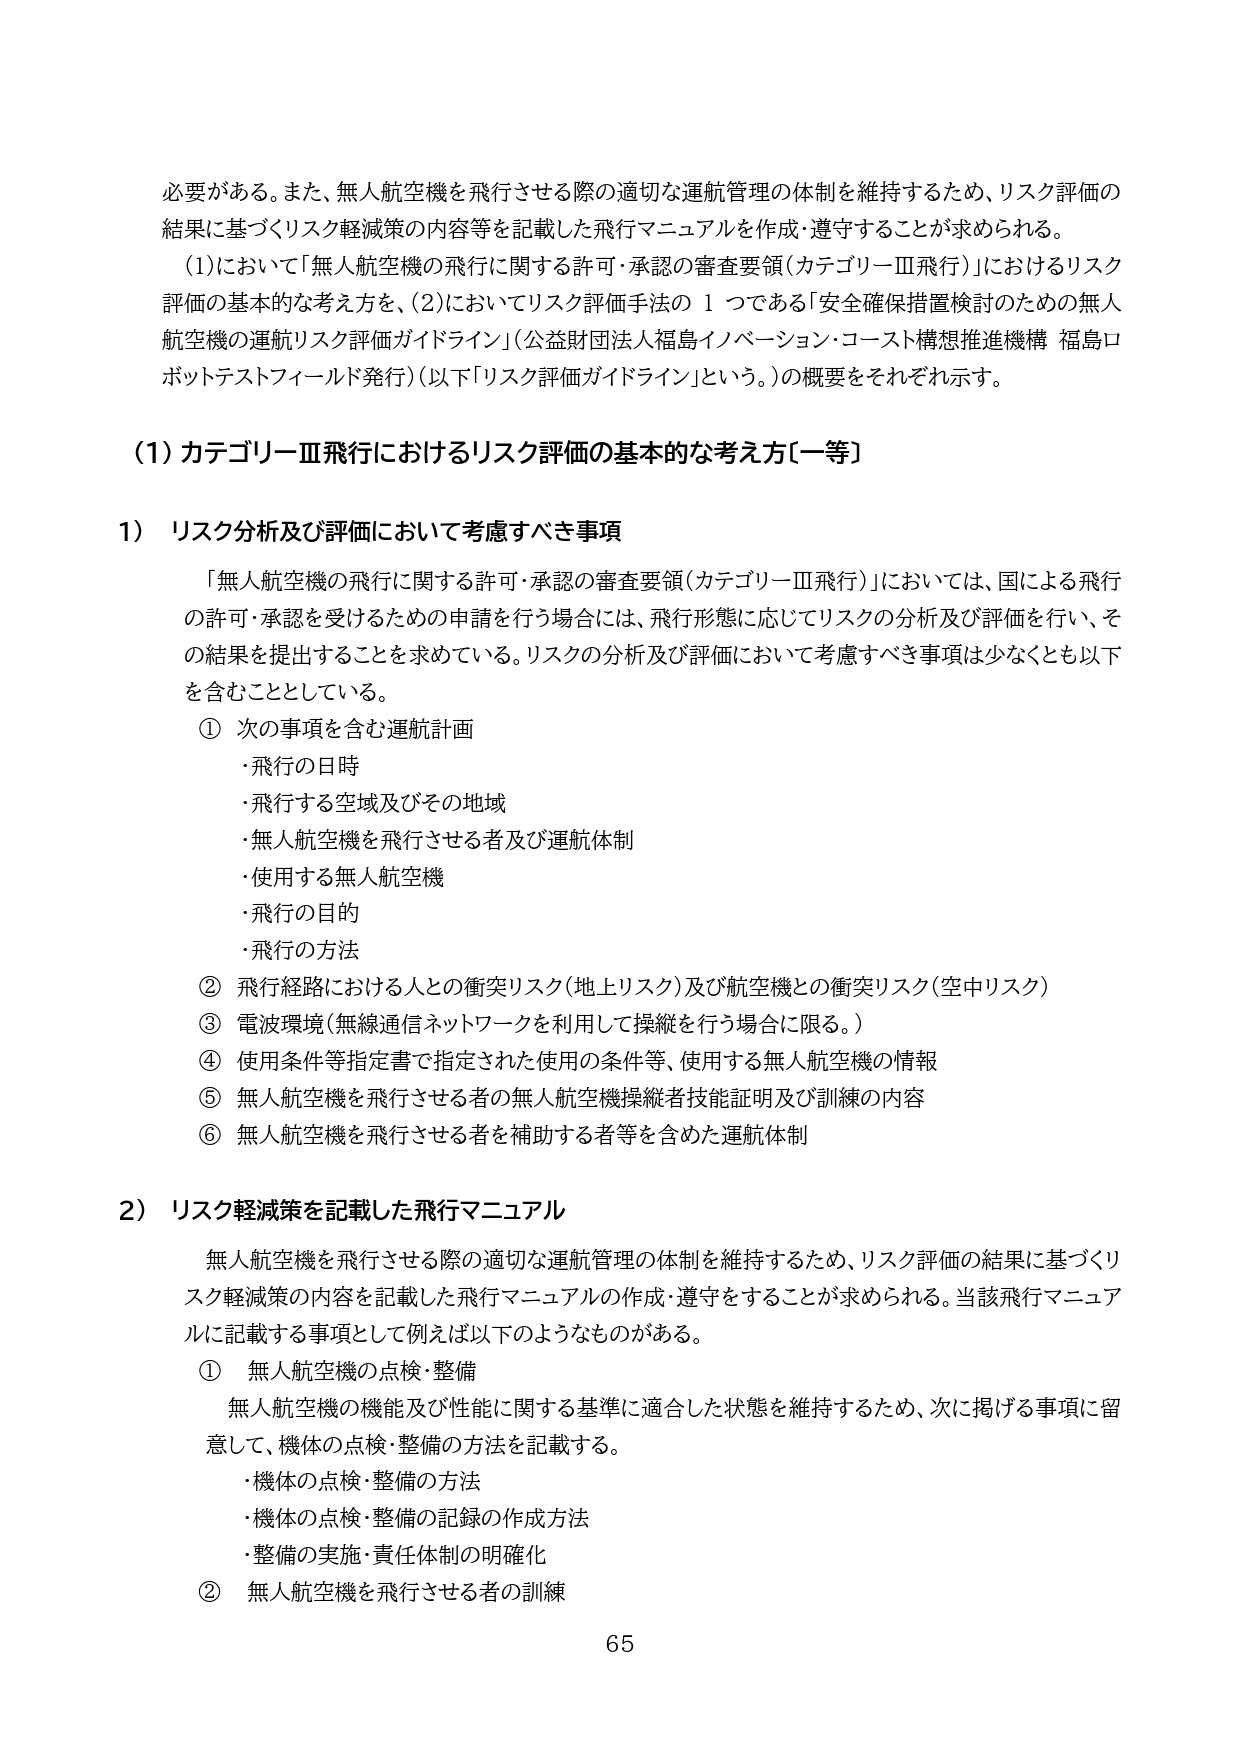 必要がある。また、無人航空機を飛行させる際の適切な運航管理の体制を維持するため、リスク評価の
結果に基づくリスク軽減策の内容等を記載した飛行マニュアルを作成・遵守することが求められる。
(1)において「無人航空機の飛行に関する許可・承認の審査要領(カテゴリーⅢ飛行)」におけるリスク
評価の基本的な考え方を、(2)においてリスク評価手法の 1 つである「安全確保措置検討のための無人
航空機の運航リスク評価ガイドライン」(公益財団法人福島イノベーション・コースト構想推進機構 福島ロ
ボットテストフィールド発行)(以下「リスク評価ガイドライン」という。)の概要をそれぞれ示す。
(1) カテゴリーⅢ飛行におけるリスク評価の基本的な考え方〔一等〕
1) リスク分析及び評価において考慮すべき事項
「無人航空機の飛行に関する許可・承認の審査要領(カテゴリーⅢ飛行)」においては、国による飛行
の許可・承認を受けるための申請を行う場合には、飛行形態に応じてリスクの分析及び評価を行い、そ
の結果を提出することを求めている。リスクの分析及び評価において考慮すべき事項は少なくとも以下
を含むこととしている。
① 次の事項を含む運航計画
・飛行の日時
・飛行する空域及びその地域
・無人航空機を飛行させる者及び運航体制
・使用する無人航空機
・飛行の目的
・飛行の方法
② 飛行経路における人との衝突リスク(地上リスク)及び航空機との衝突リスク(空中リスク)
③ 電波環境(無線通信ネットワークを利用して操縦を行う場合に限る。)
④ 使用条件等指定書で指定された使用の条件等、使用する無人航空機の情報
⑤ 無人航空機を飛行させる者の無人航空機操縦者技能証明及び訓練の内容
⑥ 無人航空機を飛行させる者を補助する者等を含めた運航体制
2) リスク軽減策を記載した飛行マニュアル
無人航空機を飛行させる際の適切な運航管理の体制を維持するため、リスク評価の結果に基づくリ
スク軽減策の内容を記載した飛行マニュアルの作成・遵守をすることが求められる。当該飛行マニュア
ルに記載する事項として例えば以下のようなものがある。
① 無人航空機の点検・整備
無人航空機の機能及び性能に関する基準に適合した状態を維持するため、次に掲げる事項に留
意して、機体の点検・整備の方法を記載する。
・機体の点検・整備の方法
・機体の点検・整備の記録の作成方法
・整備の実施・責任体制の明確化
② 無人航空機を飛行させる者の訓練
65